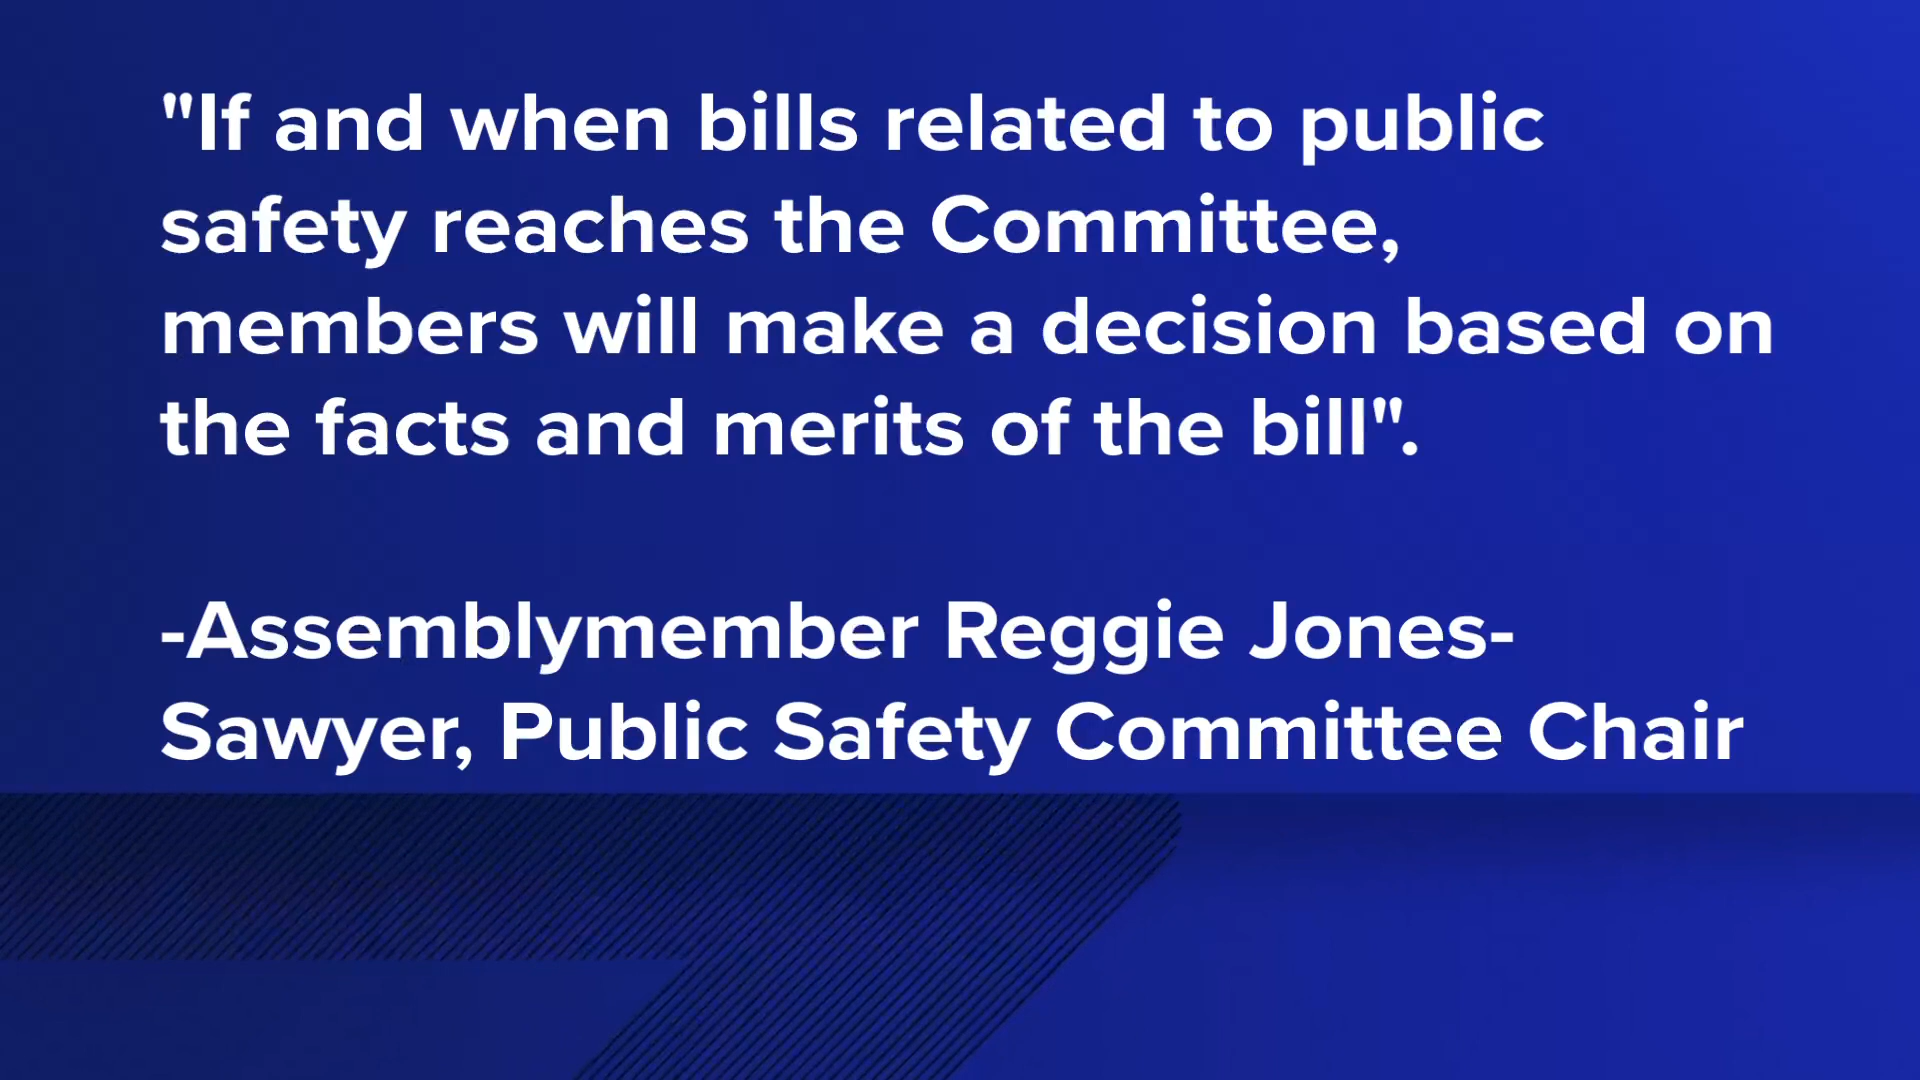 "If and when bills related to public
safety reaches the Committee,
members will make a decision based on
the facts and merits of the bill".
-Assemblymember Reggie Jones-
Sawyer, Public Safety Committee Chair